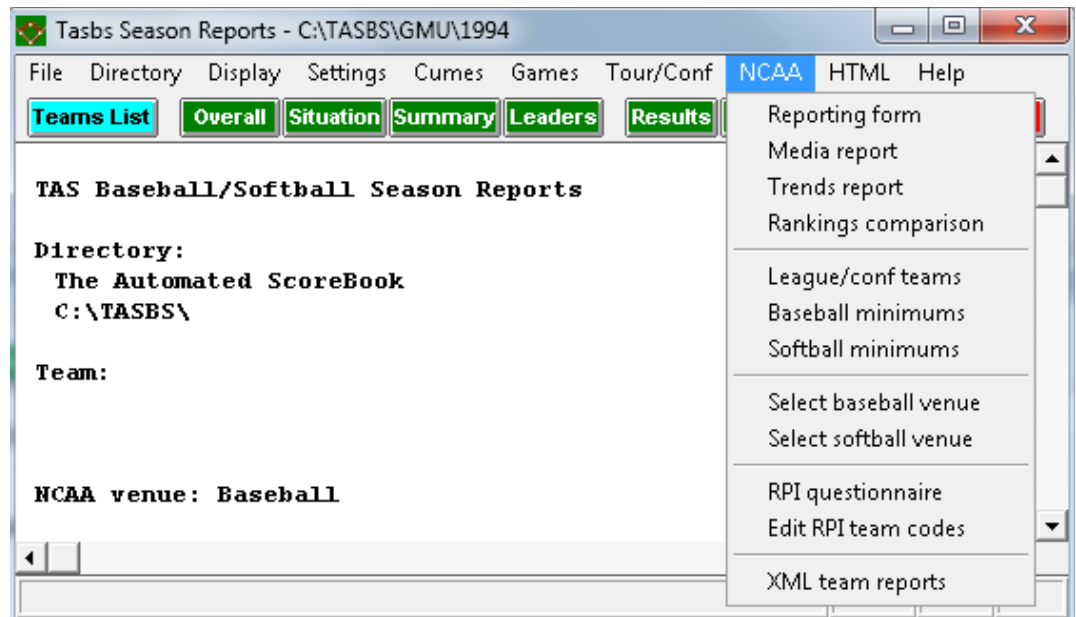 Tasbs Season Reports - C:\TASBS\GMU\1994
File Directory Display Settings Cumes Games Tour/Conf NCAA HTML Help
Teams List Overall Situation Summary Leaders Results
Reporting form
Media report
Trends report
Rankings comparison
League/conf teams
Baseball minimums
Softball minimums
Select baseball venue
Select softball venue
RPI questionnaire
Edit RPI team codes
XML team reports
TAS Baseball/Softball Season Reports
Directory:
The Automated ScoreBook
C:\TASBS\
Team:
NCAA venue: Baseball